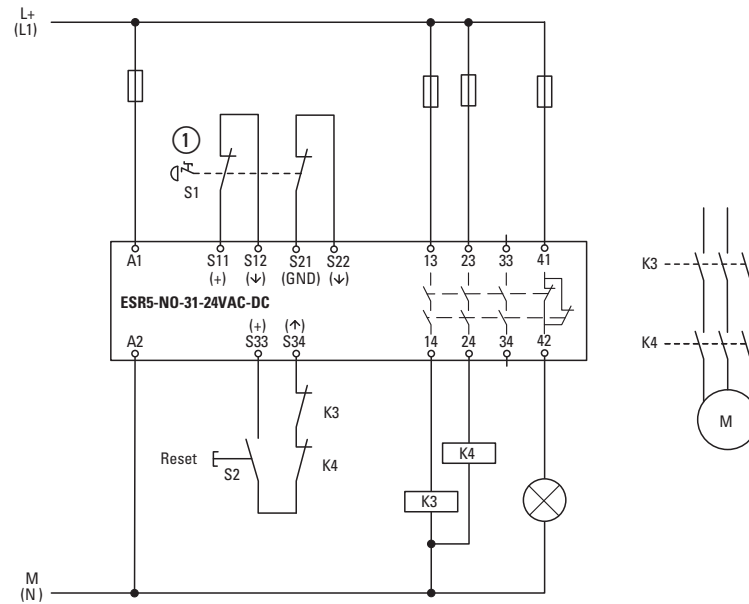 L+
(L1)
1
S1
A1 S11 S12 S21 S22 13 23 33 41
(+) (↓) (GND) (↓)
ESR5-NO-31-24VAC-DC
(+) (↑)
A2 S33 S34 14 24 34 42
K3
K4
M
K3
Reset
S2
K4
K4
K3
M
(N)